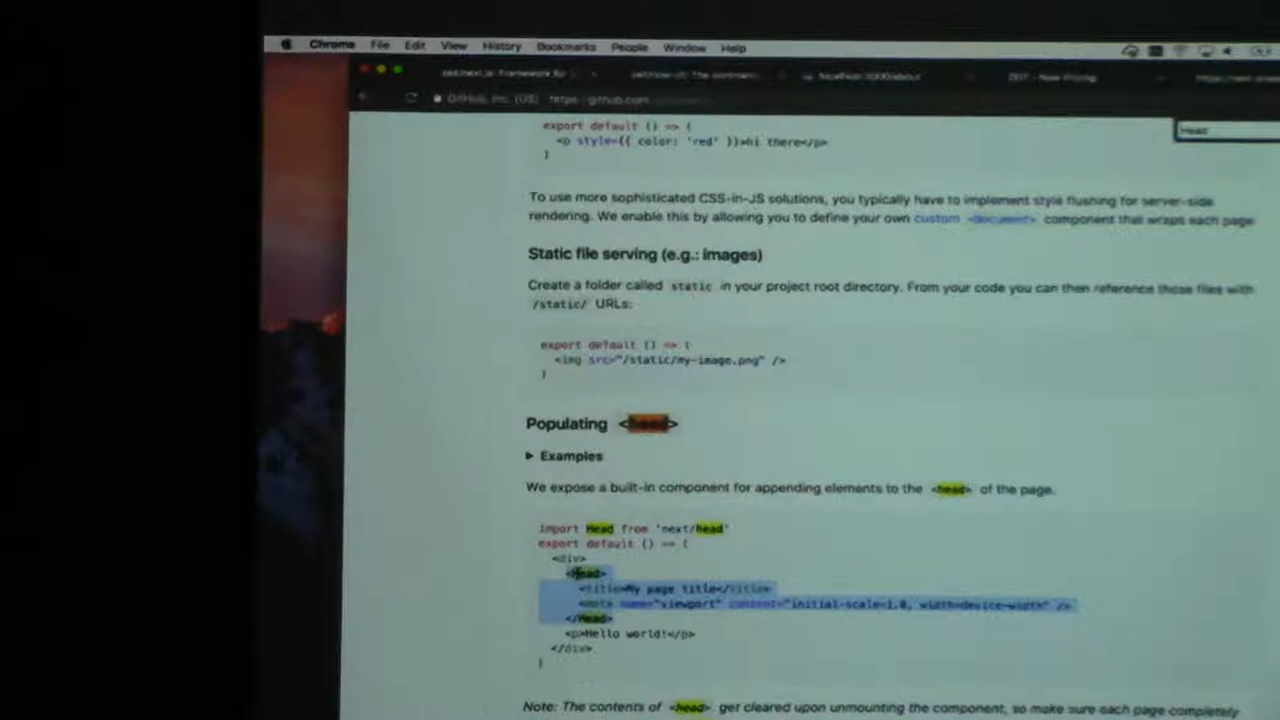 Chrome File Edit View History Bookmarks People Window Help
GitHub, Inc. (US) https://github.com
Head
export default () => (
<p style={{ color: 'red' }}>hi there</p>
)
To use more sophisticated CSS-in-JS solutions, you typically have to implement style flushing for server-side
rendering. We enable this by allowing you to define your own custom <document> component that wraps each page.
Static file serving (e.g.: images)
Create a folder called static in your project root directory. From your code you can then reference those files with
/static/ URLs:
export default () => (
<img src="/static/my-image.png" />
)
Populating <head>
▶ Examples
We expose a built-in component for appending elements to the <head> of the page.
import Head from 'next/head'
export default () => (
<div>
<Head>
<title>My page title</title>
<meta name="viewport" content="initial-scale=1.0, width=device-width" />
</Head>
<p>Hello world!</p>
</div>
)
Note: The contents of <head> get cleared upon unmounting the component, so make sure each page completely